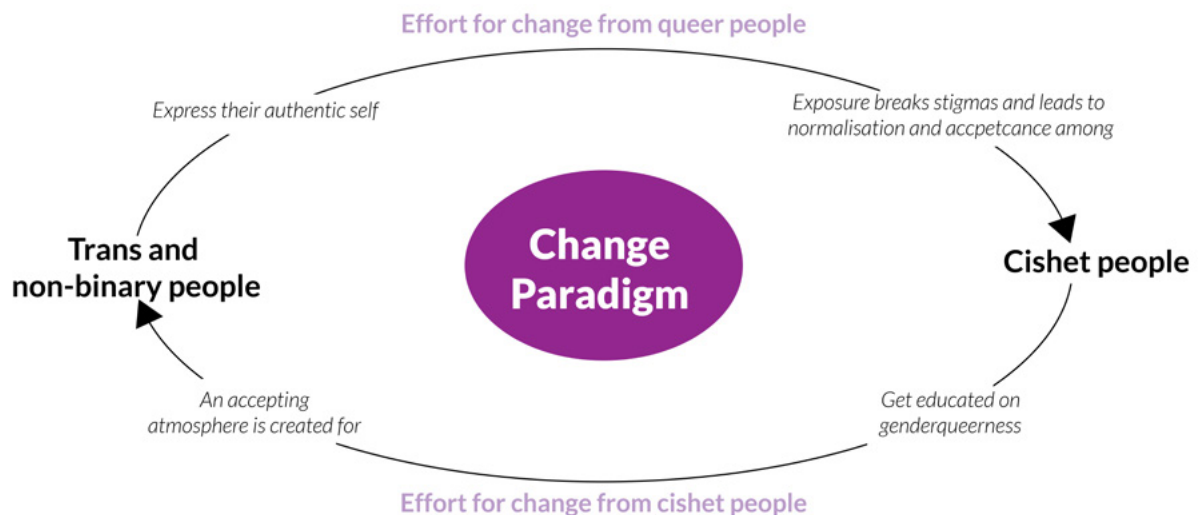 Effort for change from queer people
Express their authentic self
Exposure breaks stigmas and leads to
normalisation and accpetcance among
Change
Paradigm
Trans and
non-binary people
Cishet people
An accepting
atmosphere is created for
Get educated on
genderqueerness
Effort for change from cishet people